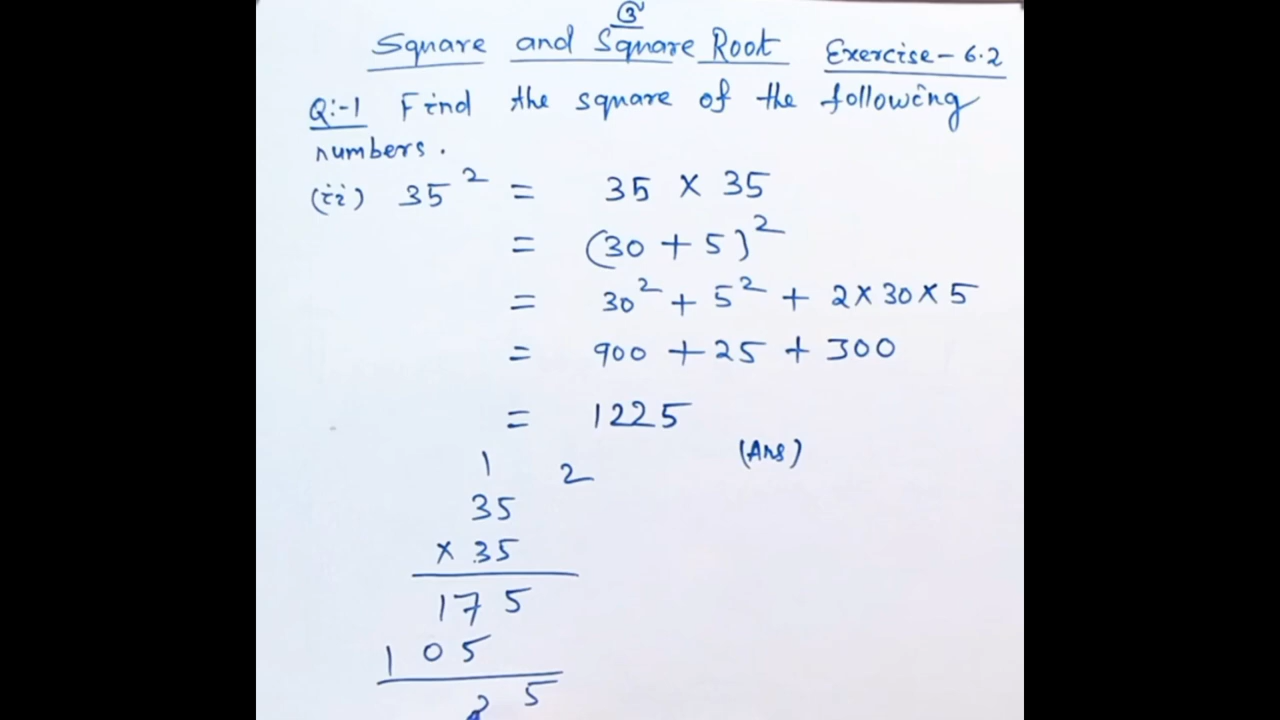 ③
Square and Square Root Exercise - 6.2
Q:-1 Find the square of the following
numbers.
(ii) 35² = 35 × 35
= (30 + 5)²
= 30² + 5² + 2×30×5
= 900 + 25 + 300
= 1225
(Ans)
1 2
35
× 35
175
105
25